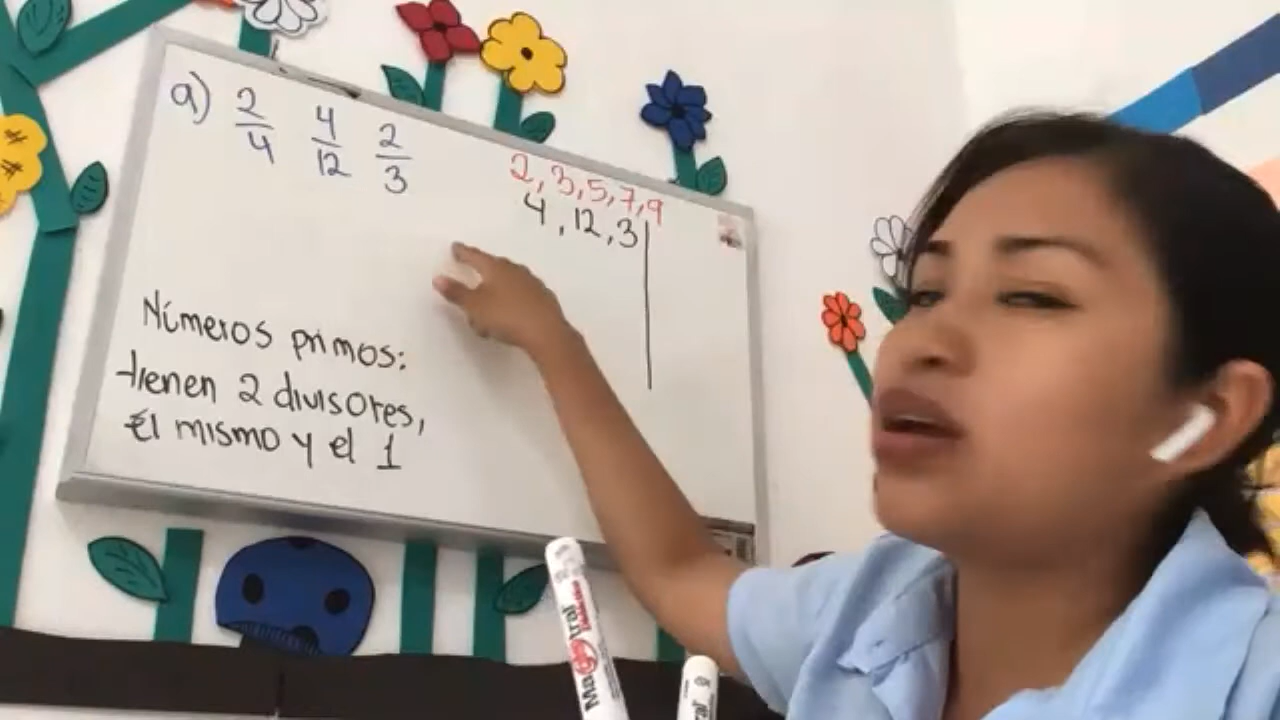 a) 2/4 4/12 2/3
2, 3, 5, 7, 9
4, 12, 3
Números primos:
tienen 2 divisores,
él mismo y el 1